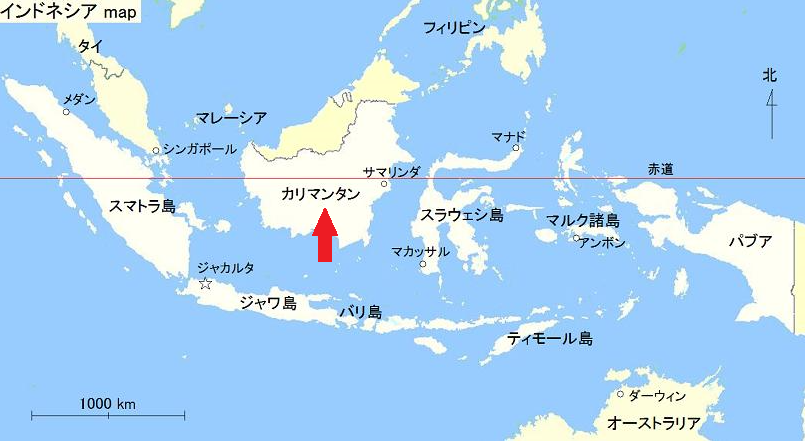 インドネシア map
フィリピン
タイ
北
メダン
マレーシア
マナド
シンガポール
赤道
サマリンダ
カリマンタン
スマトラ島
スラウェシ島
マルク諸島
パプア
アンボン
マカッサル
ジャカルタ
ジャワ島
バリ島
ティモール島
1000 km
ダーウィン
オーストラリア